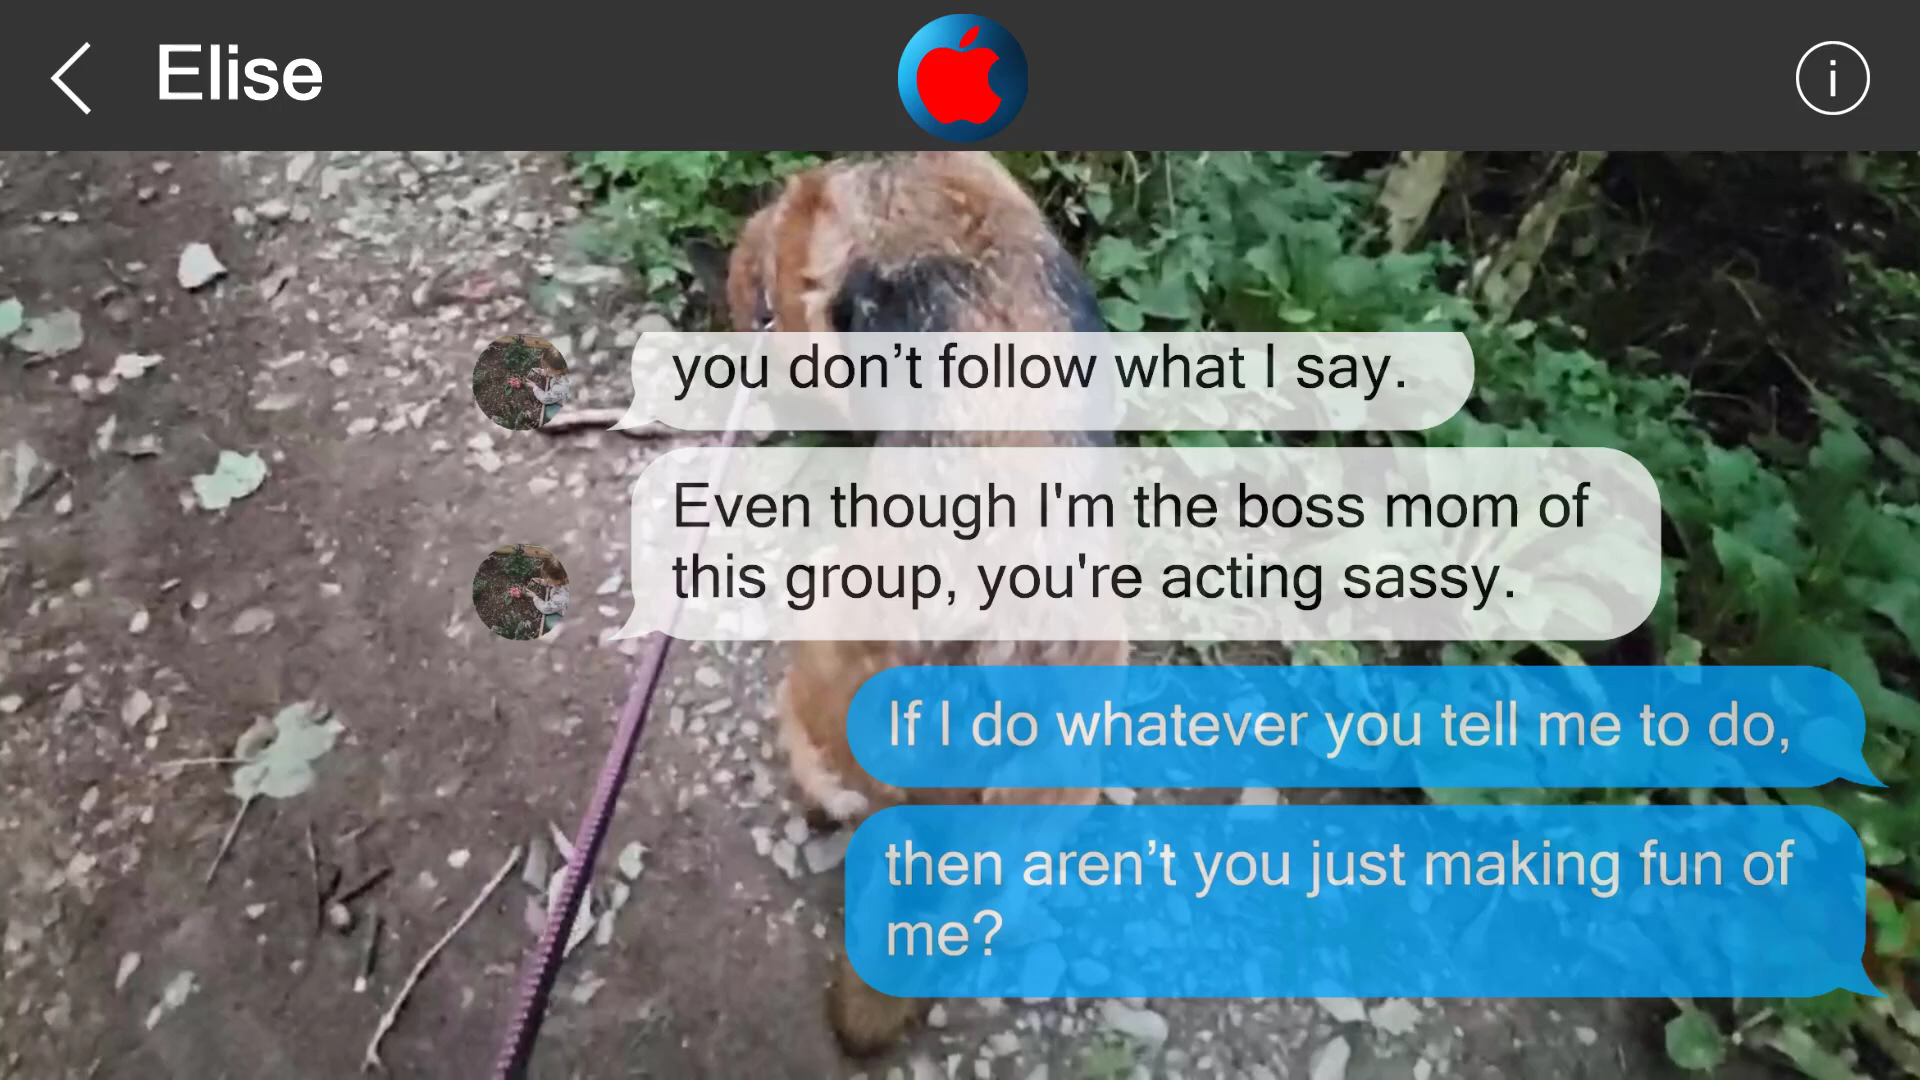 Elise
i
you don’t follow what I say.
Even though I'm the boss mom of
this group, you're acting sassy.
If I do whatever you tell me to do,
then aren’t you just making fun of
me?